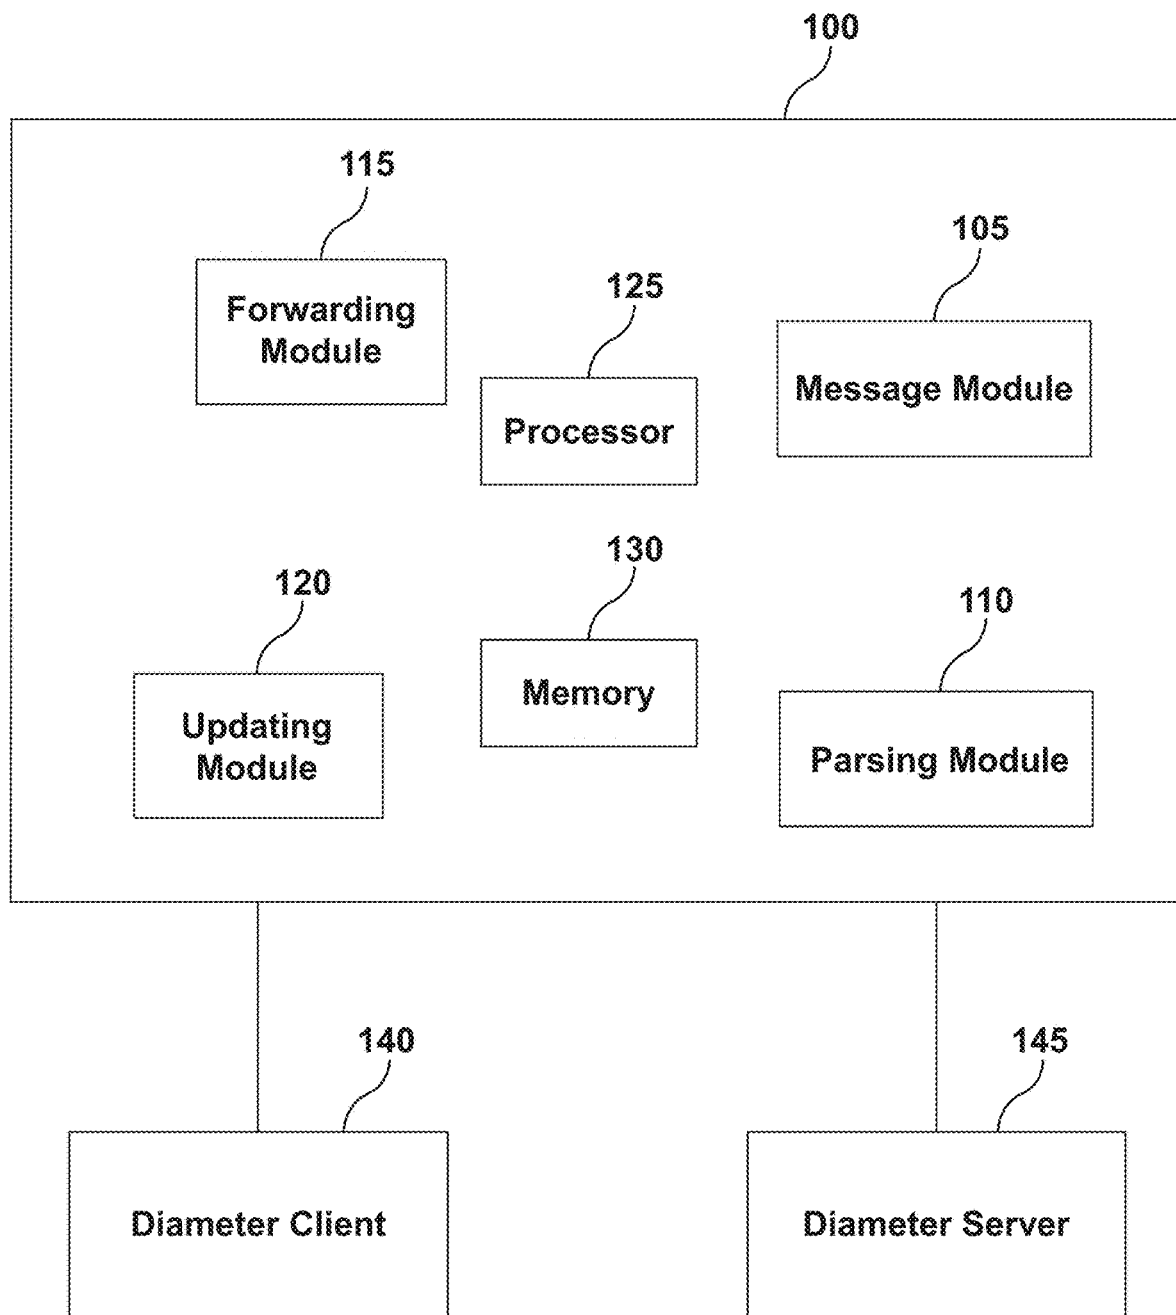 100
115
105
125
Forwarding
Module
Message Module
Processor
130
120
110
Memory
Updating
Module
Parsing Module
140
145
Diameter Client
Diameter Server